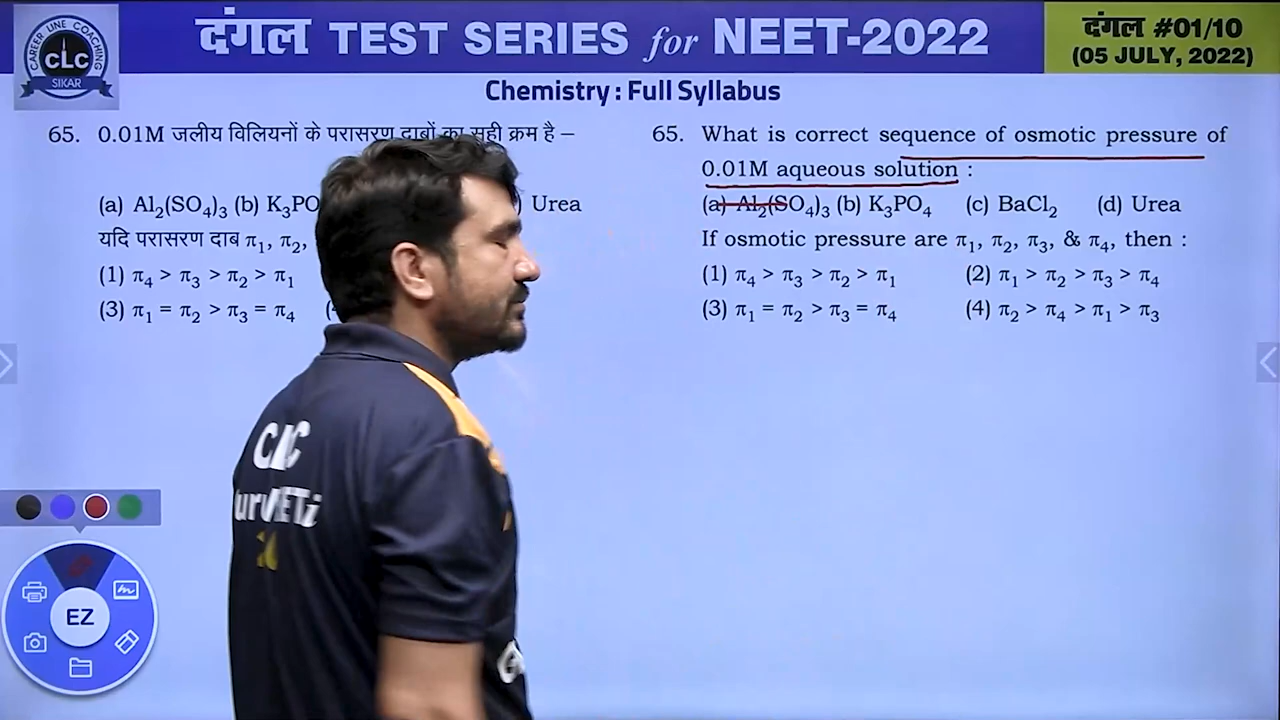 CAREER LINE COACHING
CLC
SIKAR
दंगल TEST SERIES for NEET-2022
दंगल #01/10
(05 JULY, 2022)
Chemistry : Full Syllabus
65. 0.01M जलीय विलियनों के परासरण दाबों का सही क्रम है –
(a) Al₂(SO₄)₃ (b) K₃PO Urea
यदि परासरण दाब π₁, π₂,
(1) π₄ > π₃ > π₂ > π₁
(3) π₁ = π₂ > π₃ = π₄
65. What is correct sequence of osmotic pressure of
0.01M aqueous solution :
(a) Al₂(SO₄)₃ (b) K₃PO₄ (c) BaCl₂ (d) Urea
If osmotic pressure are π₁, π₂, π₃, & π₄, then :
(1) π₄ > π₃ > π₂ > π₁ (2) π₁ > π₂ > π₃ > π₄
(3) π₁ = π₂ > π₃ = π₄ (4) π₂ > π₄ > π₁ > π₃
CLC
EZ